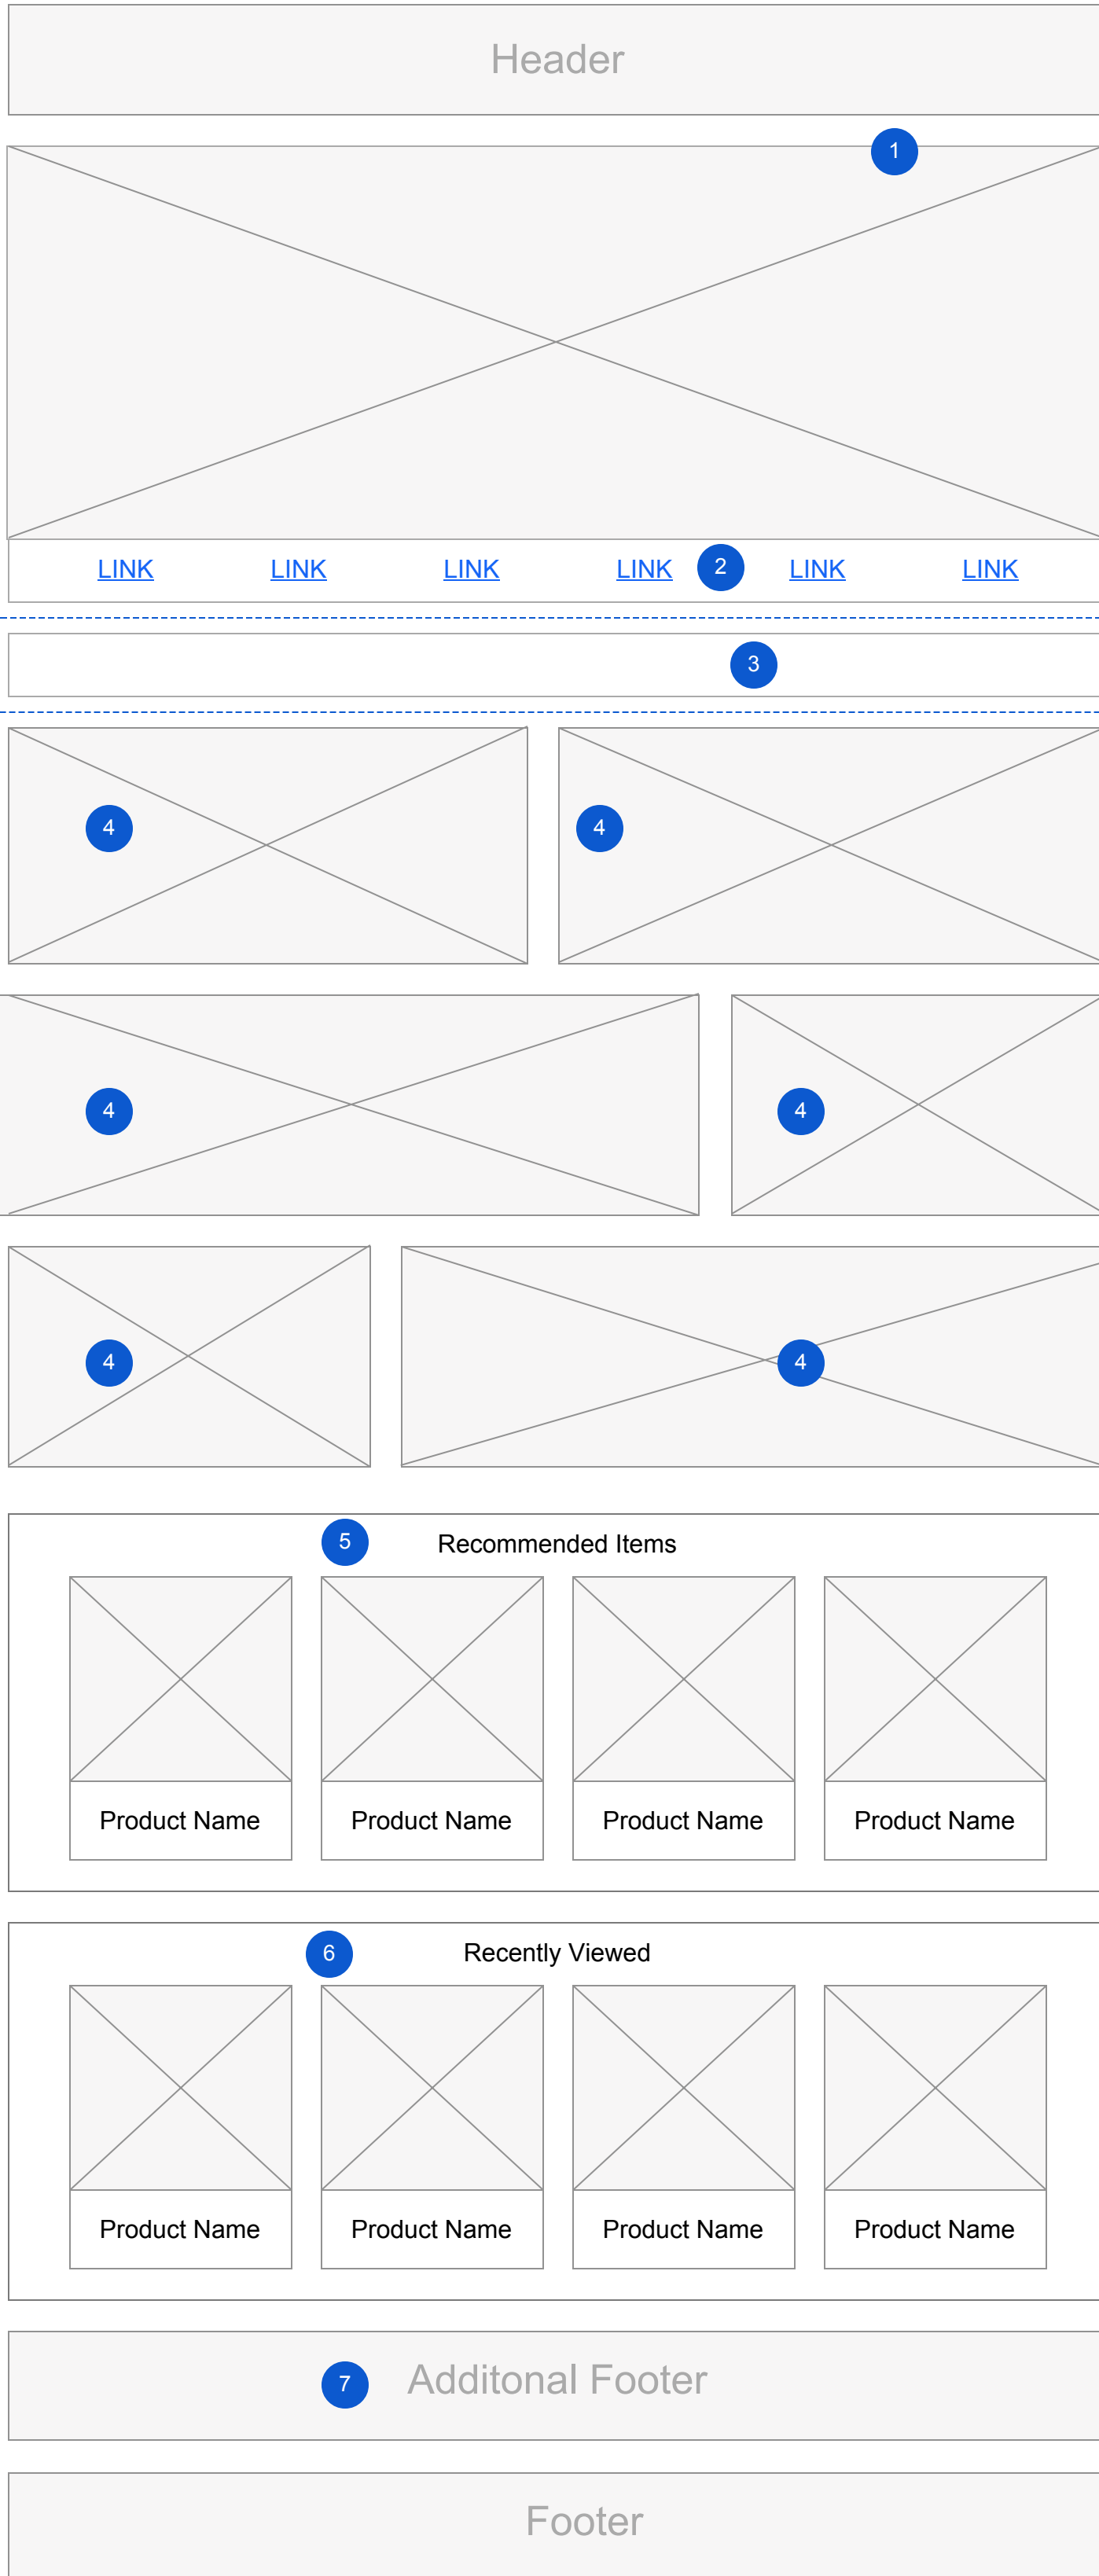 Header
1
LINK LINK LINK LINK 2 LINK LINK
3
4 4
4 4
4 4
5 Recommended Items
Product Name Product Name Product Name Product Name
6 Recently Viewed
Product Name Product Name Product Name Product Name
7 Additonal Footer
Footer